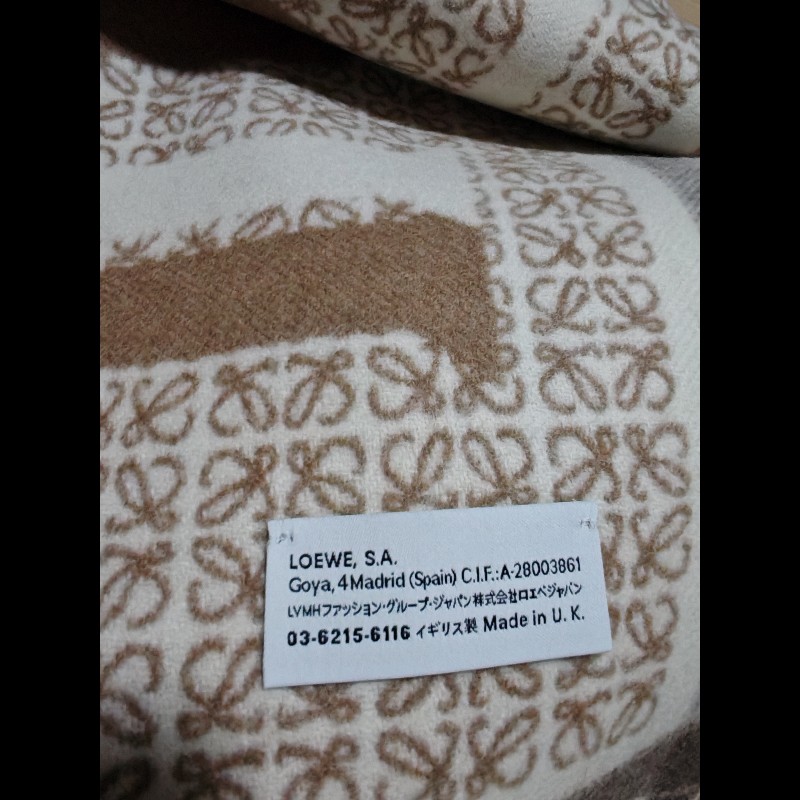 LOEWE, S.A.
Goya, 4 Madrid (Spain) C.I.F.:A-28003861
LVMHファッション・グループ・ジャパン株式会社ロエベジャパン
03-6215-6116 イギリス製 Made in U. K.